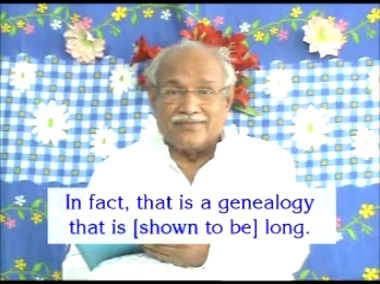 In fact, that is a genealogy
that is [shown to be] long.